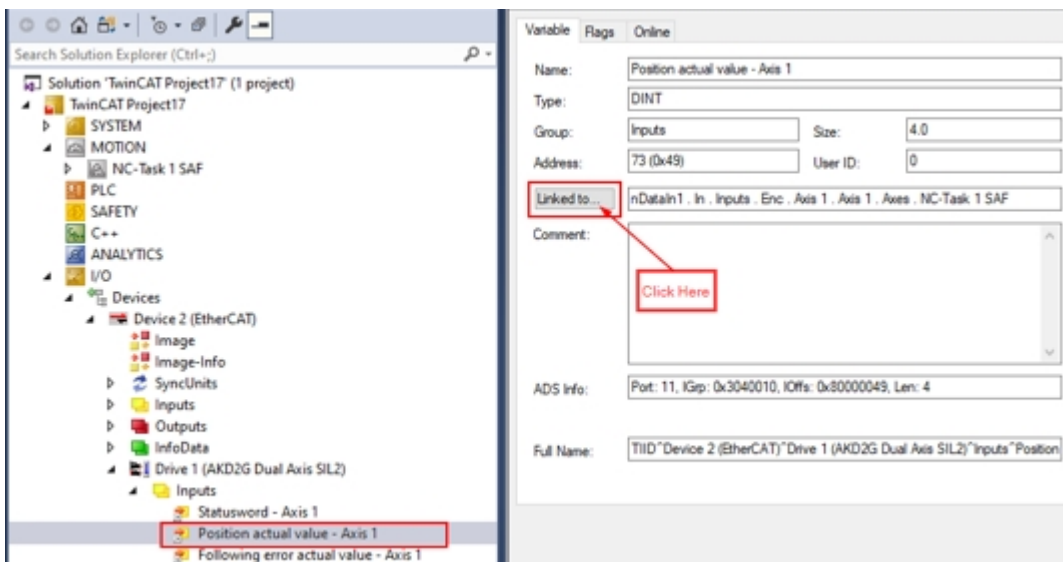 Search Solution Explorer (Ctrl+;)
Solution 'TwinCAT Project17' (1 project)
TwinCAT Project17
SYSTEM
MOTION
NC-Task 1 SAF
PLC
SAFETY
C++
ANALYTICS
I/O
Devices
Device 2 (EtherCAT)
Image
Image-Info
SyncUnits
Inputs
Outputs
InfoData
Drive 1 (AKD2G Dual Axis SIL2)
Inputs
Statusword - Axis 1
Position actual value - Axis 1
Following error actual value - Axis 1
Variable Flags Online
Name: Position actual value - Axis 1
Type: DINT
Group: Inputs Size: 4.0
Address: 73 (0x49) User ID: 0
Linked to... nDataIn1 . In . Inputs . Enc . Axis 1 . Axis 1 . Axes . NC-Task 1 SAF
Comment:
Click Here
ADS Info: Port: 11, IGrp: 0x3040010, IOffs: 0x80000049, Len: 4
Full Name: TIID^Device 2 (EtherCAT)^Drive 1 (AKD2G Dual Axis SIL2)^Inputs^Position